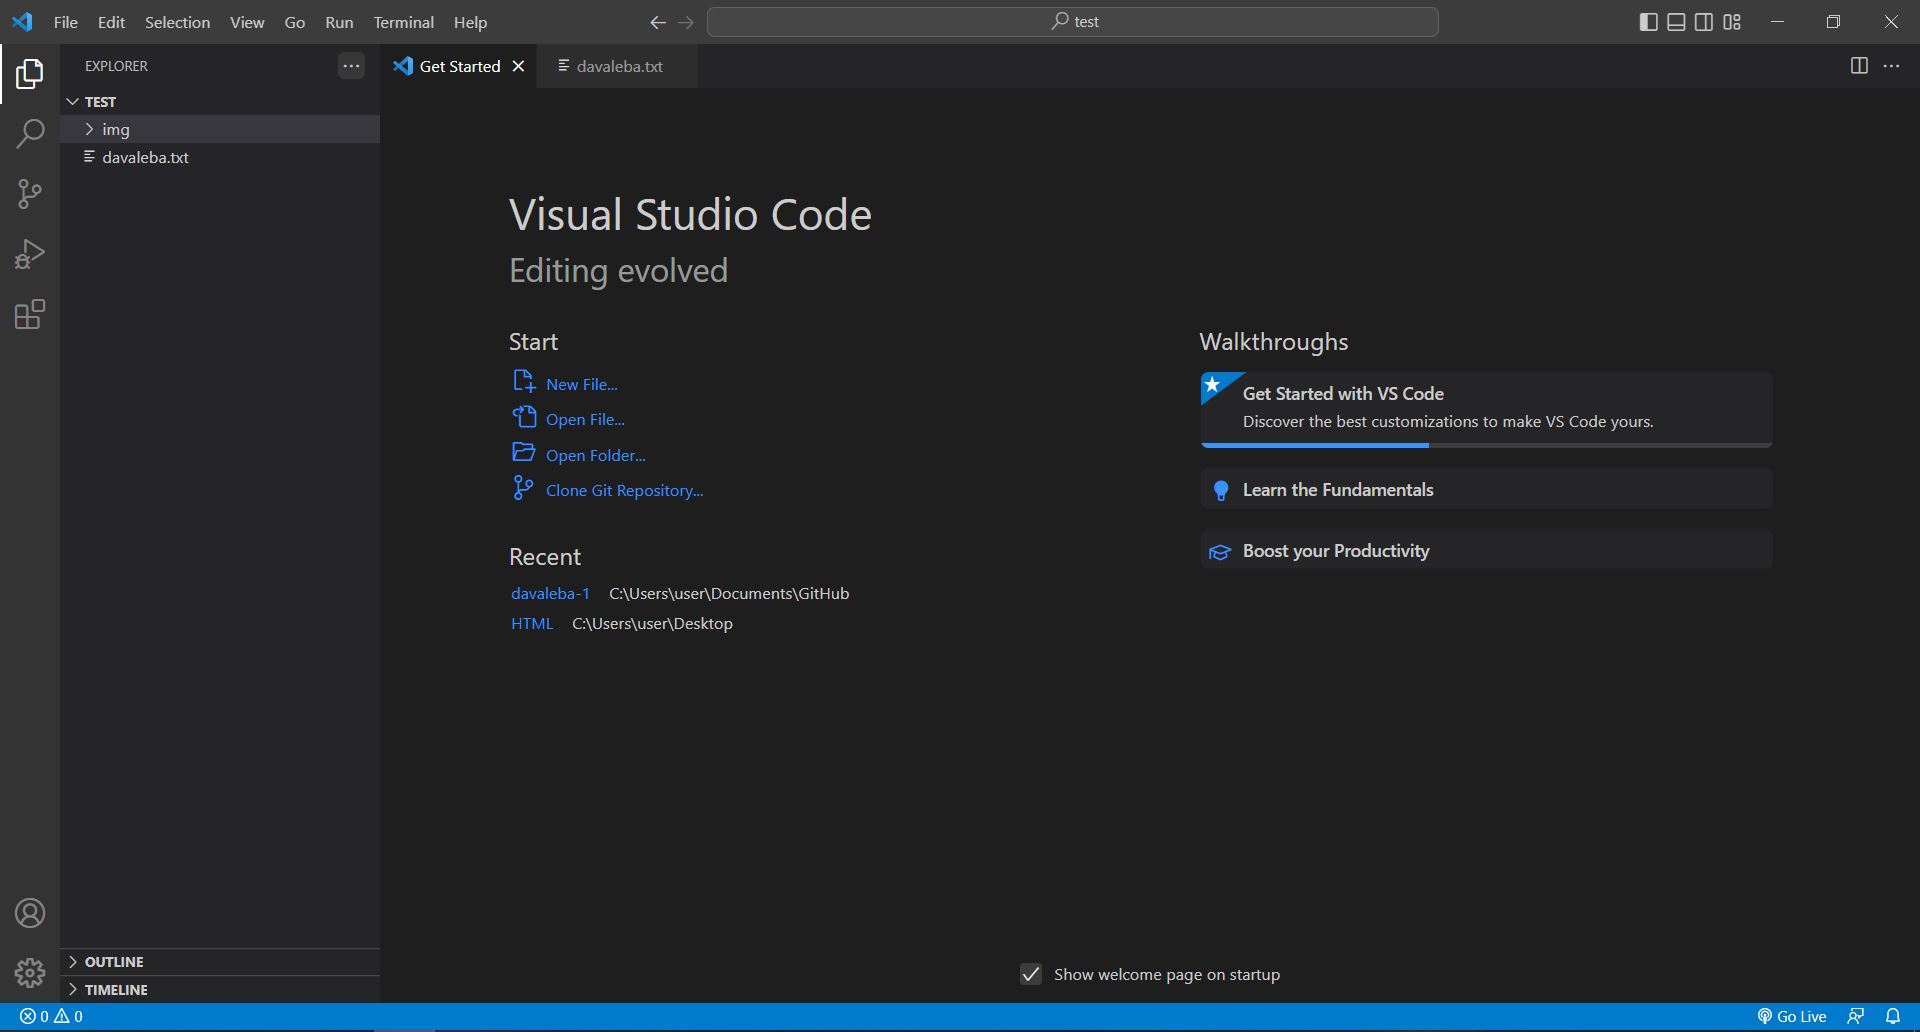 File Edit Selection View Go Run Terminal Help
test
EXPLORER
TEST
img
davaleba.txt
Get Started
davaleba.txt
Visual Studio Code
Editing evolved
Start
New File...
Open File...
Open Folder...
Clone Git Repository...
Recent
davaleba-1 C:\Users\user\Documents\GitHub
HTML C:\Users\user\Desktop
Walkthroughs
Get Started with VS Code
Discover the best customizations to make VS Code yours.
Learn the Fundamentals
Boost your Productivity
Show welcome page on startup
OUTLINE
TIMELINE
0 0
Go Live